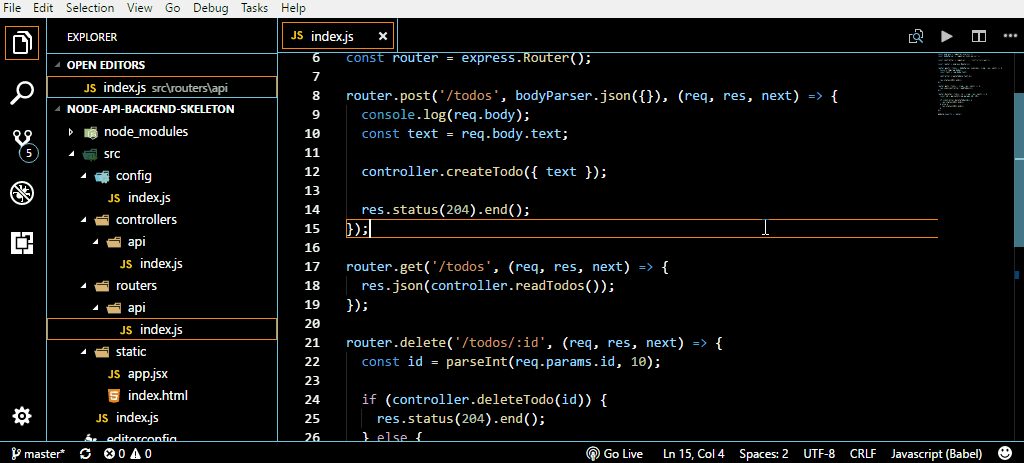 File Edit Selection View Go Debug Tasks Help
EXPLORER
OPEN EDITORS
JS index.js src\routers\api
NODE-API-BACKEND-SKELETON
node_modules
src
config
JS index.js
controllers
api
JS index.js
routers
api
JS index.js
static
JS app.jsx
index.html
JS index.js
.editorconfig
5
JS index.js
6 const router = express.Router();
7
8 router.post('/todos', bodyParser.json({}), (req, res, next) => {
9 console.log(req.body);
10 const text = req.body.text;
11
12 controller.createTodo({ text });
13
14 res.status(204).end();
15 });
16
17 router.get('/todos', (req, res, next) => {
18 res.json(controller.readTodos());
19 });
20
21 router.delete('/todos/:id', (req, res, next) => {
22 const id = parseInt(req.params.id, 10);
23
24 if (controller.deleteTodo(id)) {
25 res.status(204).end();
26 } else {
master* 0 0 Go Live Ln 15, Col 4 Spaces: 2 UTF-8 CRLF Javascript (Babel)